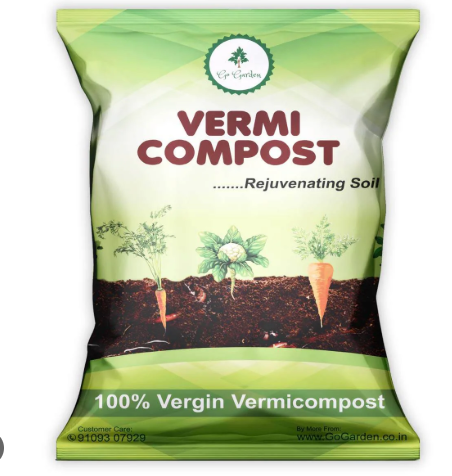 Go Garden
VERMI
COMPOST
.......Rejuvenating Soil
100% Vergin Vermicompost
Customer Care: By More From:
91093 07929 www.GoGarden.co.in